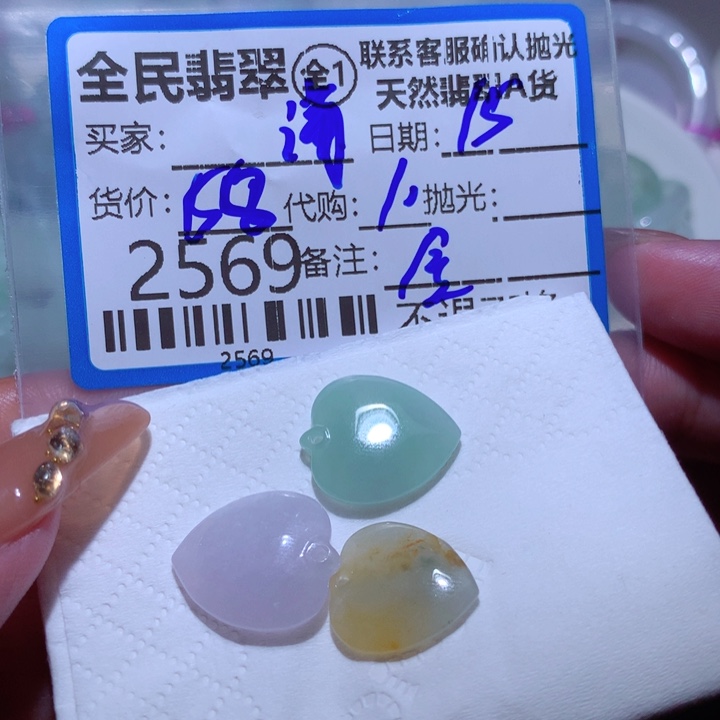 全民翡翠 全1 联系客服确认抛光
天然翡翠A货
买家： 日期：15
货价：58 代购： 抛光：
2569 备注：
2569